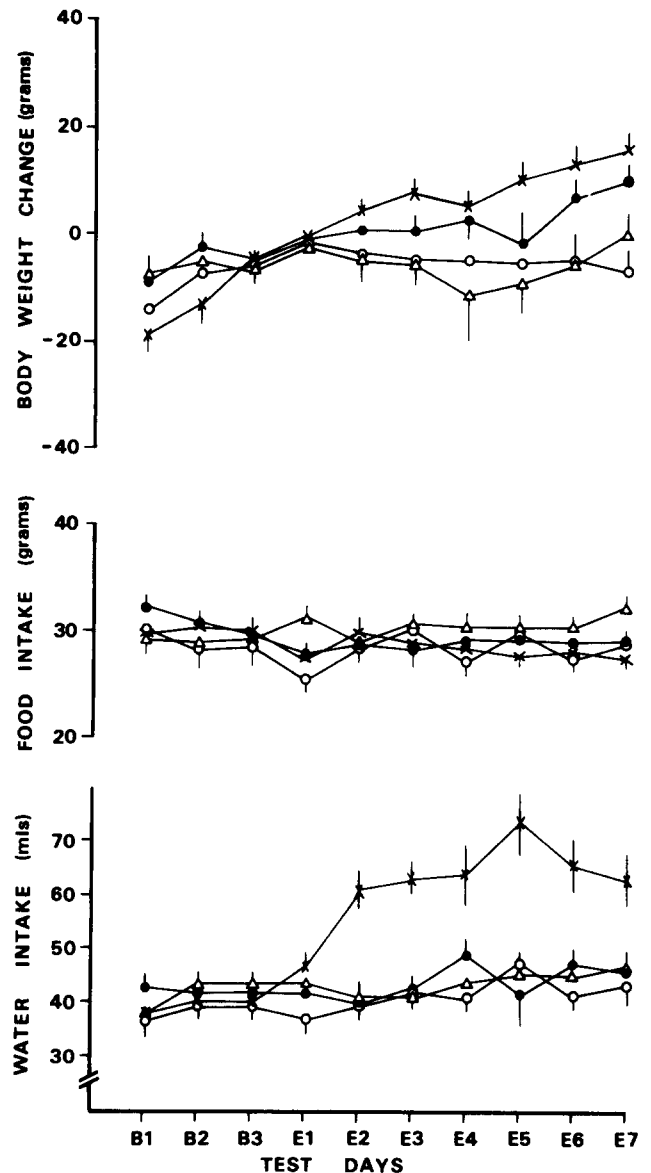 BODY WEIGHT CHANGE (grams)
40
20
0
-20
-40
FOOD INTAKE (grams)
40
30
20
WATER INTAKE (mls)
70
60
50
40
30
B1 B2 B3 E1 E2 E3 E4 E5 E6 E7
TEST DAYS